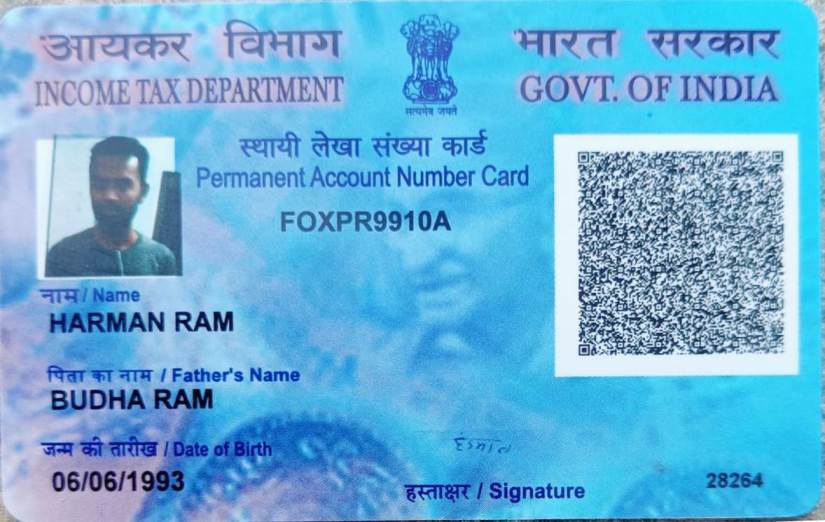 आयकर विभाग
INCOME TAX DEPARTMENT
सत्यमेव जयते
भारत सरकार
GOVT. OF INDIA
स्थायी लेखा संख्या कार्ड
Permanent Account Number Card
FOXPR9910A
नाम / Name
HARMAN RAM
पिता का नाम / Father's Name
BUDHA RAM
जन्म की तारीख / Date of Birth
06/06/1993
हस्ताक्षर / Signature
28264